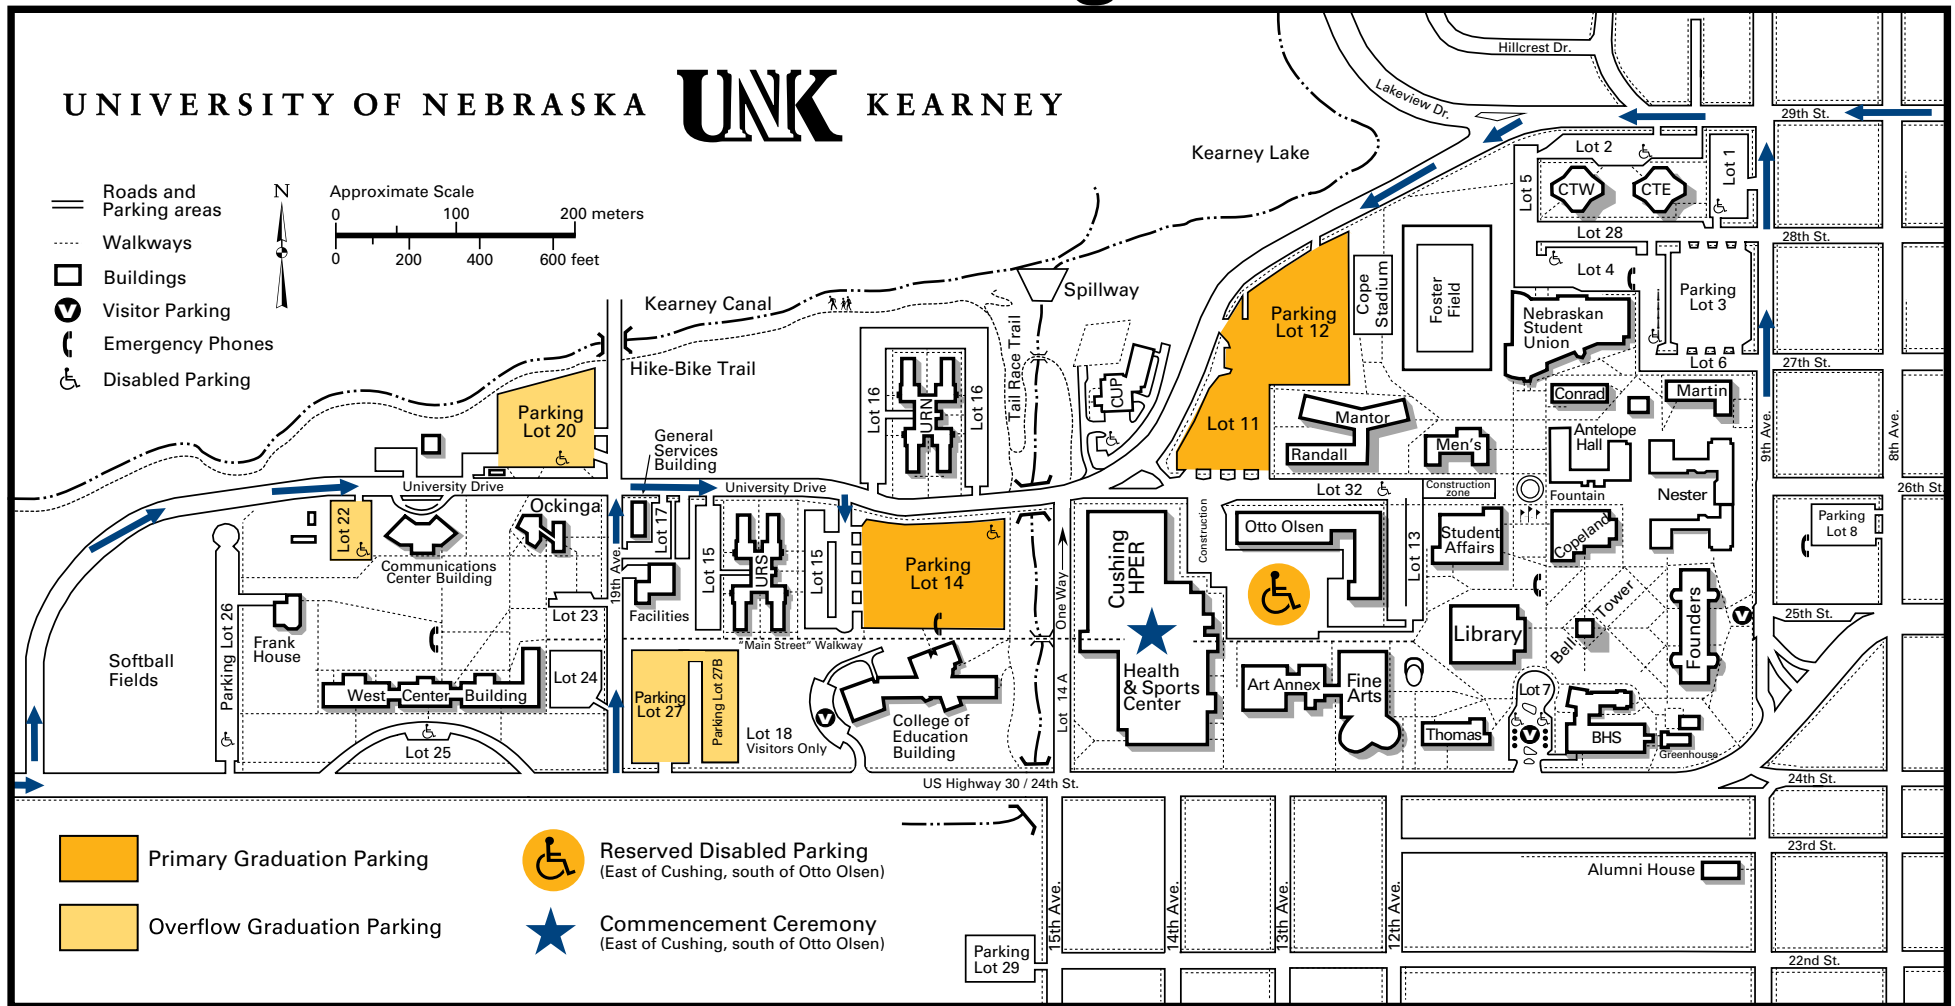 UNIVERSITY OF NEBRASKA UNK KEARNEY
Roads and
Parking areas
Walkways
Buildings
Visitor Parking
Emergency Phones
Disabled Parking
N
Approximate Scale
0 100 200 meters
0 200 400 600 feet
Hillcrest Dr.
Lakeview Dr.
29th St.
Kearney Lake
Lot 2
Lot 1
Lot 5
CTW
CTE
Lot 28
28th St.
Lot 4
Parking
Lot 3
Kearney Canal
Spillway
Hike-Bike Trail
Tail Race Trail
Parking
Lot 12
Cope
Stadium
Foster
Field
Nebraskan
Student
Union
Lot 6
27th St.
Lot 16
URN
Lot 16
CUP
Lot 11
Mantor
Randall
Men's
Conrad
Martin
Antelope
Hall
9th Ave.
8th Ave.
Parking
Lot 20
General
Services
Building
University Drive
University Drive
Lot 32
Construction
zone
Fountain
Nester
26th St.
Ockinga
Lot 22
Communications
Center Building
19th Ave.
Lot 17
Lot 15
URS
Lot 15
Parking
Lot 14
One Way
Cushing
HPER
Construction
Otto Olsen
Lot 13
Student
Affairs
Copeland
Parking
Lot 8
Facilities
Lot 23
Parking Lot 26
Frank
House
Softball
Fields
"Main Street" Walkway
Health
& Sports
Center
Library
Bell Tower
Founders
25th St.
West Center Building
Lot 24
Lot 25
Parking
Lot 27
Parking Lot 27B
Lot 18
Visitors Only
College of
Education
Building
Lot 14 A
Art Annex
Fine
Arts
Thomas
Lot 7
BHS
Greenhouse
US Highway 30 / 24th St.
24th St.
Primary Graduation Parking
Overflow Graduation Parking
Reserved Disabled Parking
(East of Cushing, south of Otto Olsen)
Commencement Ceremony
(East of Cushing, south of Otto Olsen)
Parking
Lot 29
15th Ave.
14th Ave.
13th Ave.
12th Ave.
23rd St.
Alumni House
22nd St.